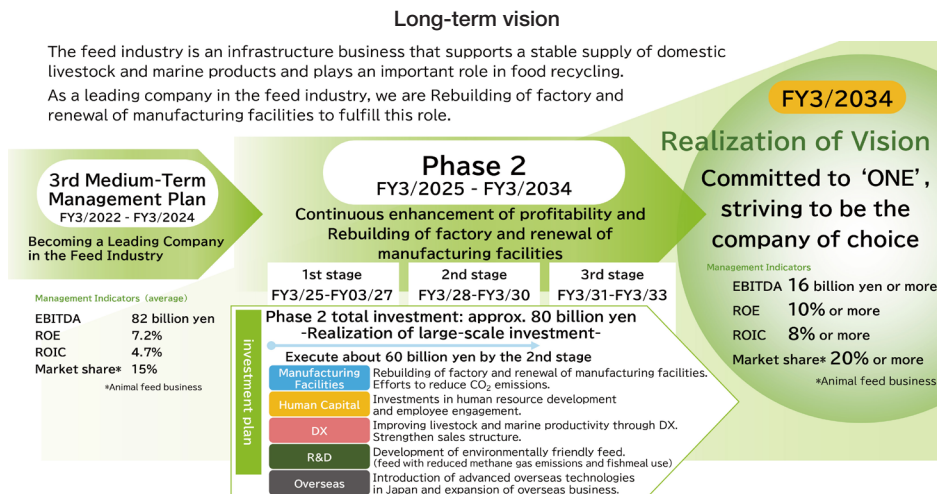 Long-term vision
The feed industry is an infrastructure business that supports a stable supply of domestic
livestock and marine products and plays an important role in food recycling.
As a leading company in the feed industry, we are Rebuilding of factory and
renewal of manufacturing facilities to fulfill this role.
3rd Medium-Term
Management Plan
FY3/2022 - FY3/2024
Becoming a Leading Company
in the Feed Industry
Management Indicators (average)
EBITDA 82 billion yen
ROE 7.2%
ROIC 4.7%
Market share* 15%
*Animal feed business
Phase 2
FY3/2025 - FY3/2034
Continuous enhancement of profitability and
Rebuilding of factory and renewal of
manufacturing facilities
1st stage
FY3/25-FY03/27
2nd stage
FY3/28-FY3/30
3rd stage
FY3/31-FY3/33
investment plan
Phase 2 total investment: approx. 80 billion yen
-Realization of large-scale investment-
Execute about 60 billion yen by the 2nd stage
Manufacturing
Facilities
Rebuilding of factory and renewal of manufacturing facilities.
Efforts to reduce CO₂ emissions.
Human Capital
Investments in human resource development
and employee engagement.
DX
Improving livestock and marine productivity through DX.
Strengthen sales structure.
R&D
Development of environmentally friendly feed.
(feed with reduced methane gas emissions and fishmeal use)
Overseas
Introduction of advanced overseas technologies
in Japan and expansion of overseas business.
FY3/2034
Realization of Vision
Committed to ‘ONE’,
striving to be the
company of choice
Management Indicators
EBITDA 16 billion yen or more
ROE 10% or more
ROIC 8% or more
Market share* 20% or more
*Animal feed business